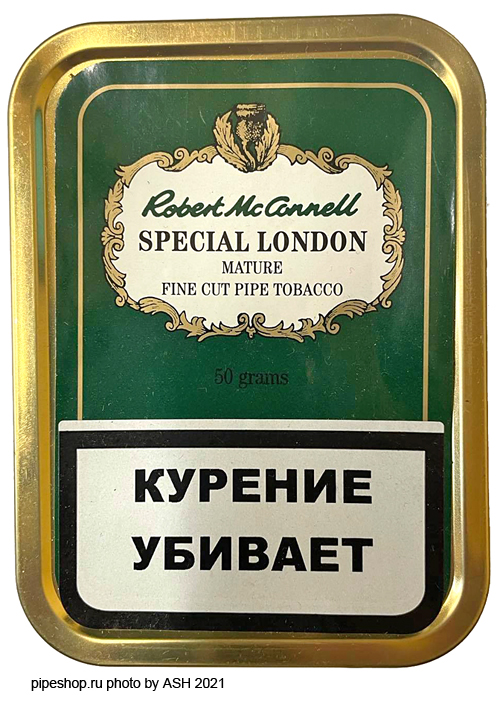 Robert McConnell
SPECIAL LONDON
MATURE
FINE CUT PIPE TOBACCO
50 grams
КУРЕНИЕ
УБИВАЕТ
pipeshop.ru photo by ASH 2021